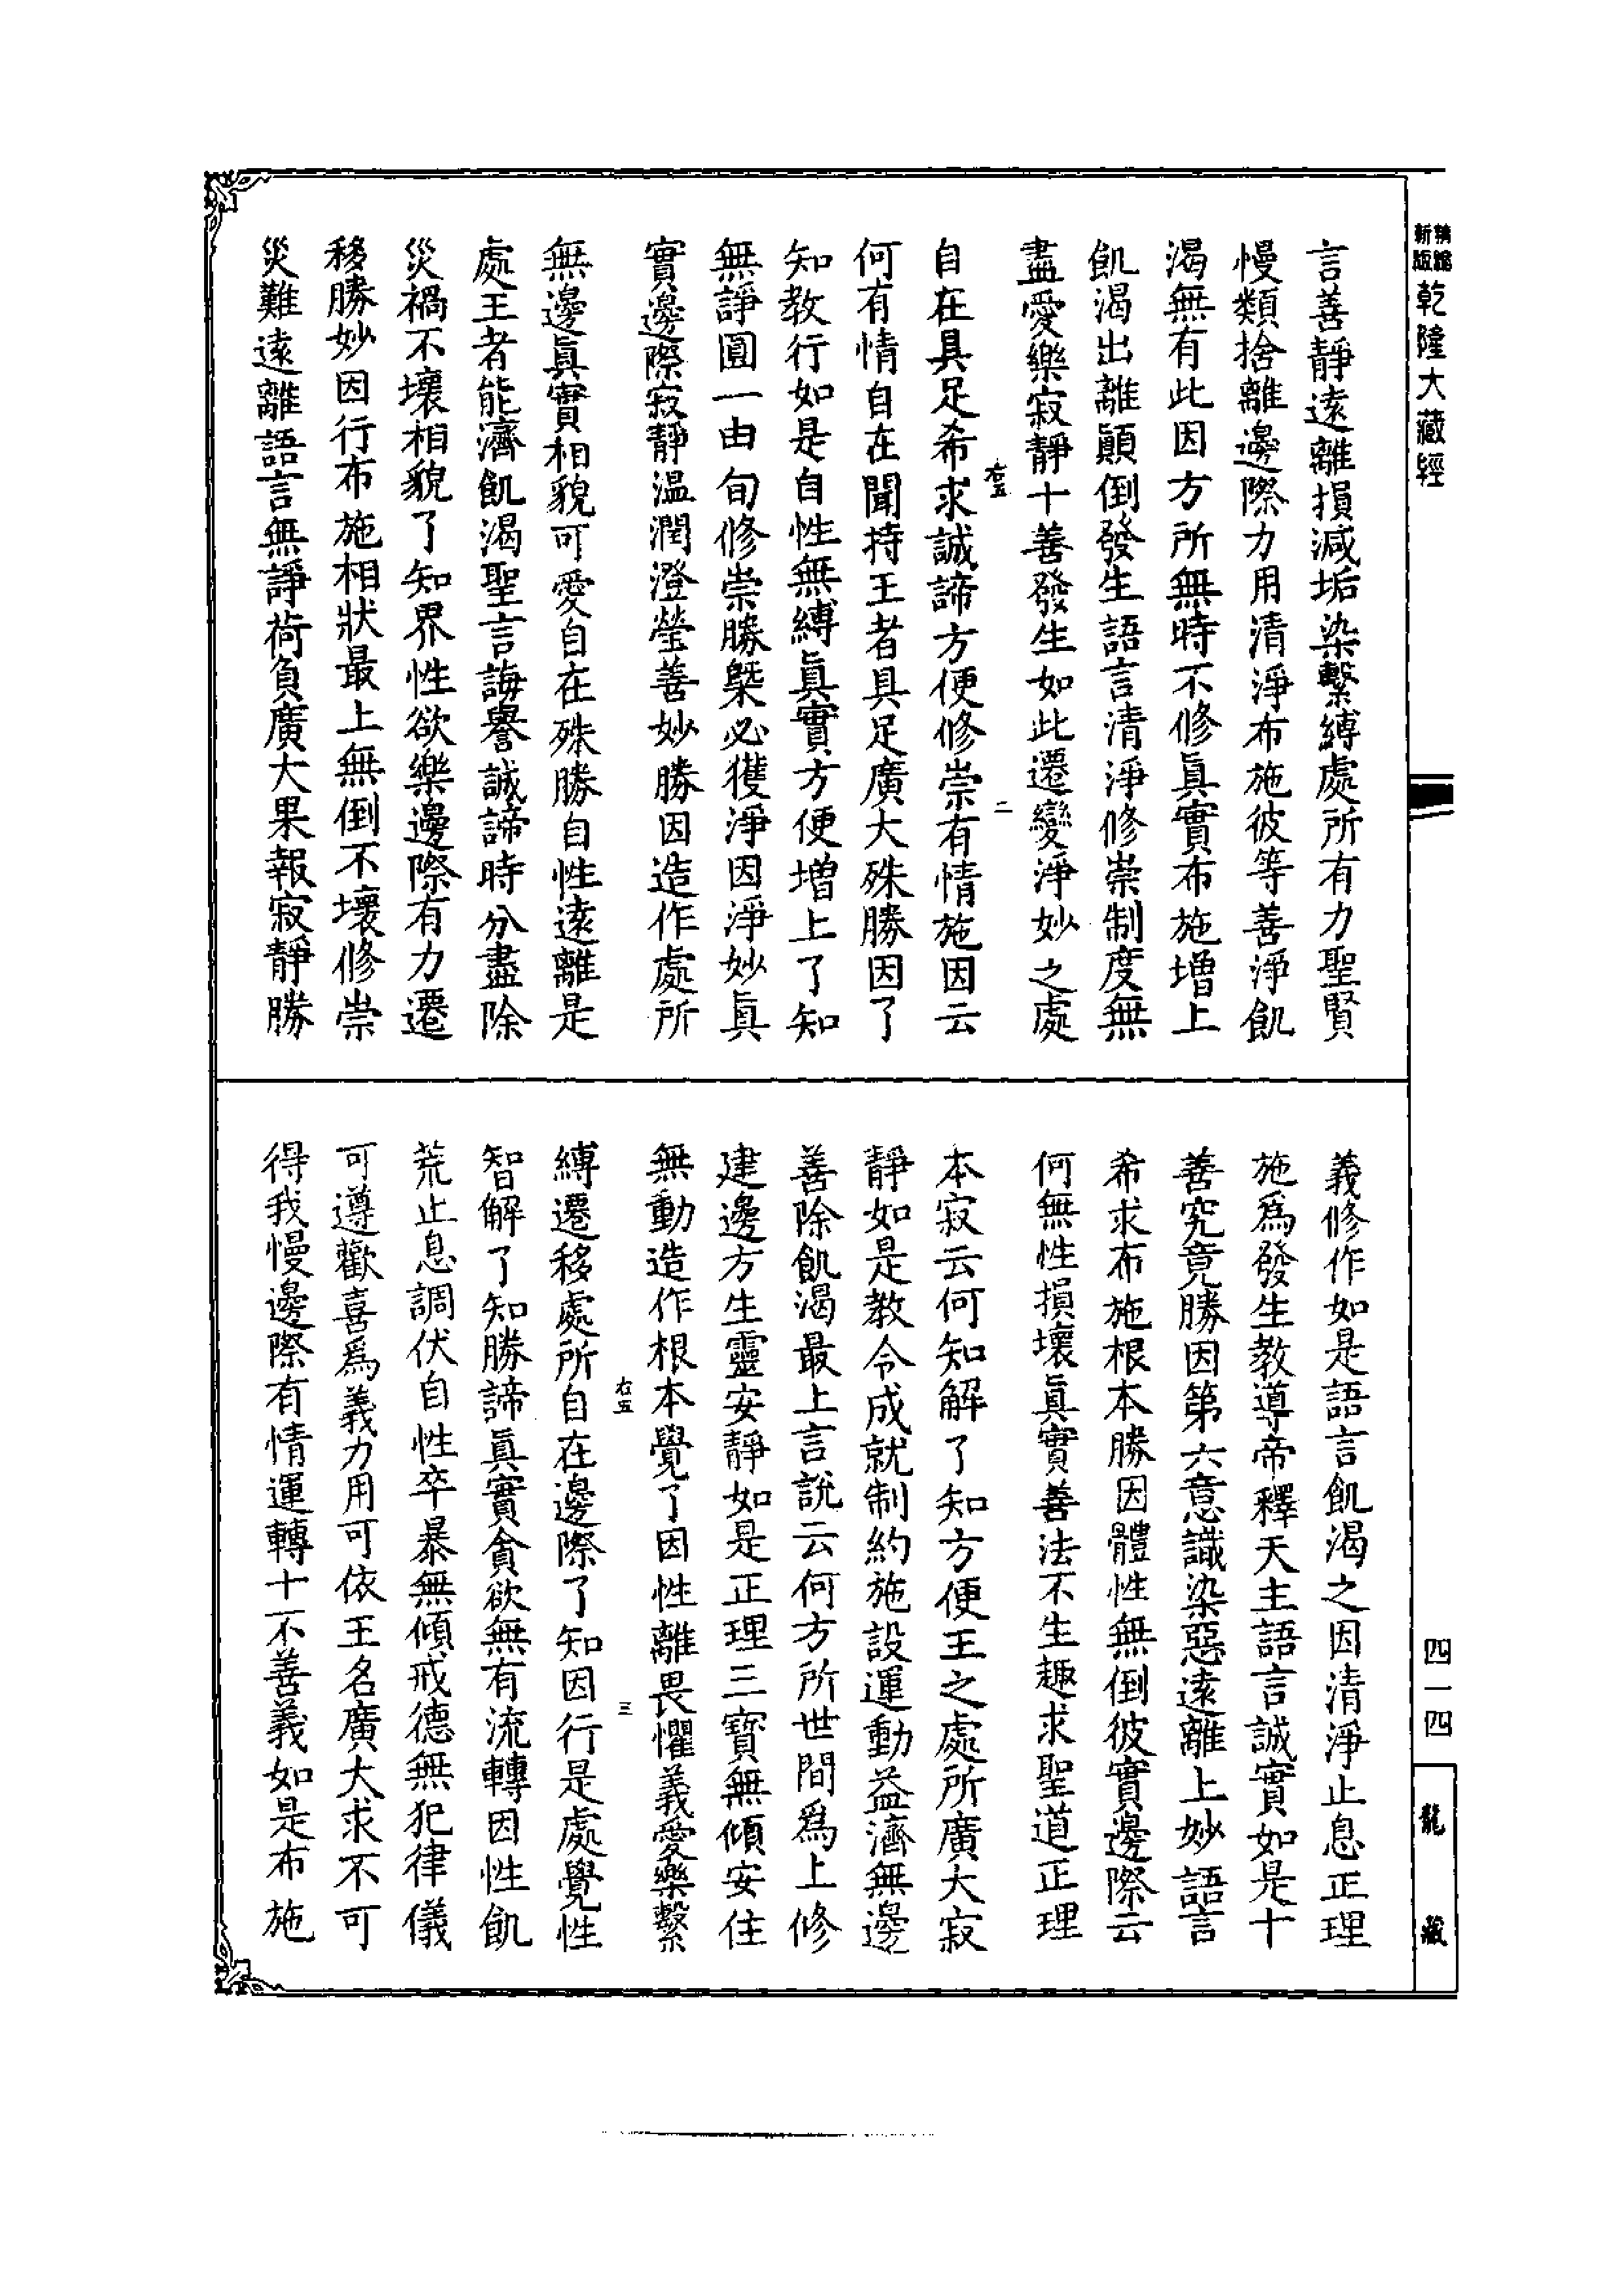 新編縮版
乾隆大藏經
言善靜遠離損減垢染繫縛處所有力聖賢
慢類捨離邊際力用清淨布施彼等善淨飢
渴無有此因方所無時不修眞實布施增上
飢渴出離顚倒發生語言清淨修崇制度無
盡愛樂寂靜十善發生如此遷變淨妙之處
右五 二
自在具足希求誠諦方便修崇有情施因云
何有情自在聞持王者具足廣大殊勝因了
知教行如是自性無縛眞實方便增上了知
無諍圓一由旬修崇勝槩必獲淨因淨妙眞
實邊際寂靜温潤澄瑩善妙勝因造作處所
無邊眞實相貌可愛自在殊勝自性遠離是
處王者能濟飢渴聖言誨譽誠諦時分盡除
災禍不壞相貌了知界性欲樂邊際有力遷
移勝妙因行布施相狀最上無倒不壞修崇
災難遠離語言無諍荷負廣大果報寂靜勝
義修作如是語言飢渴之因清淨止息正理
施爲發生教導帝釋天主語言誠實如是十
善究竟勝因第六意識染惡遠離上妙語言
希求布施根本勝因體性無倒彼實邊際云
何無性損壞眞實善法不生趣求聖道正理
本寂云何知解了知方便王之處所廣大寂
靜如是教令成就制約施設運動益濟無邊
善除飢渴最上言說云何方所世間爲上修
建邊方生靈安靜如是正理三寶無傾安住
無動造作根本覺了因性離畏懼義愛樂繫
右五 三
縛遷移處所自在邊際了知因行是處覺性
智解了知勝諦眞實貪欲無有流轉因性飢
荒止息調伏自性卒暴無傾戒德無犯律儀
可遵歡喜爲義力用可依王名廣大求不可
得我慢邊際有情運轉十不善義如是布施
四一四
龍藏